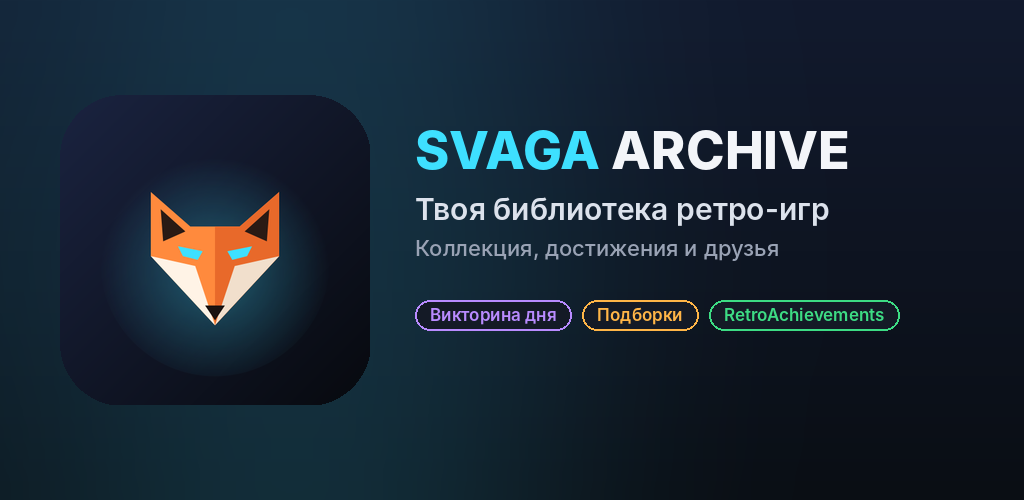 SVAGA ARCHIVE
Твоя библиотека ретро-игр
Коллекция, достижения и друзья
Викторина дня Подборки RetroAchievements